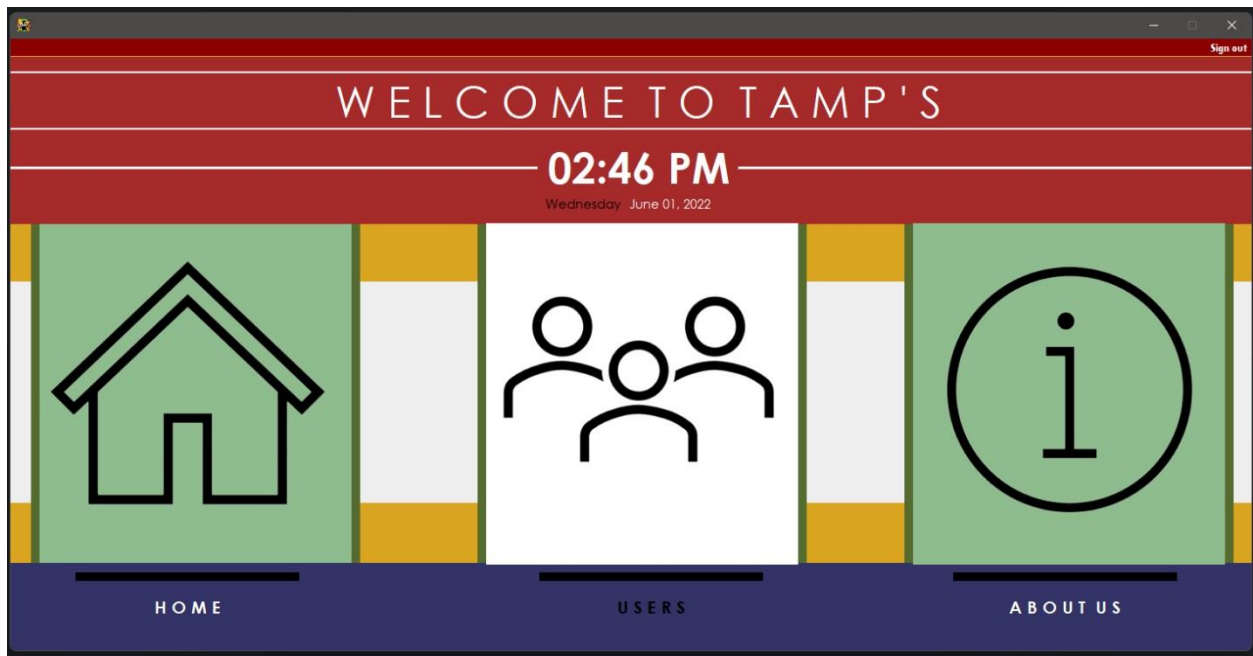 Sign out
WELCOME TO TAMP'S
02:46 PM
Wednesday June 01, 2022
i
HOME
USERS
ABOUT US